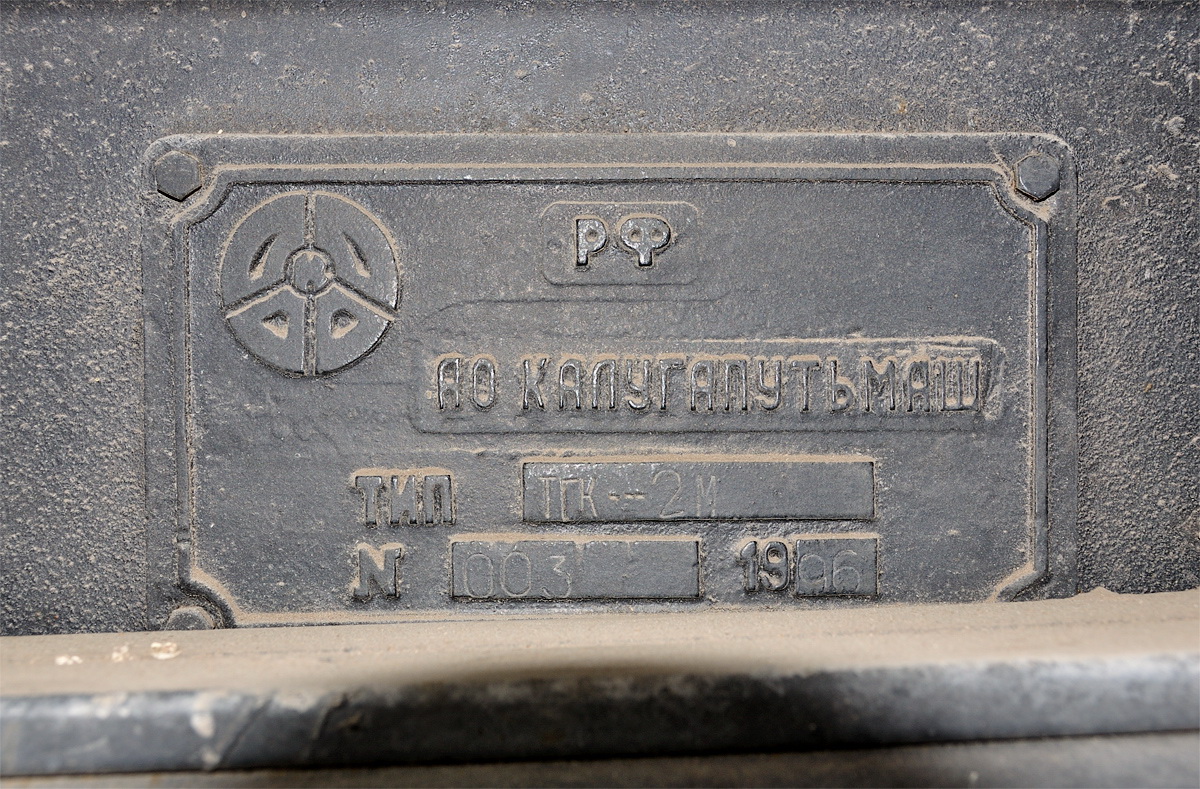 РФ
АО КАЛУГАПУТЬМАШ
ТИП ТГК--2М
N 003 1996